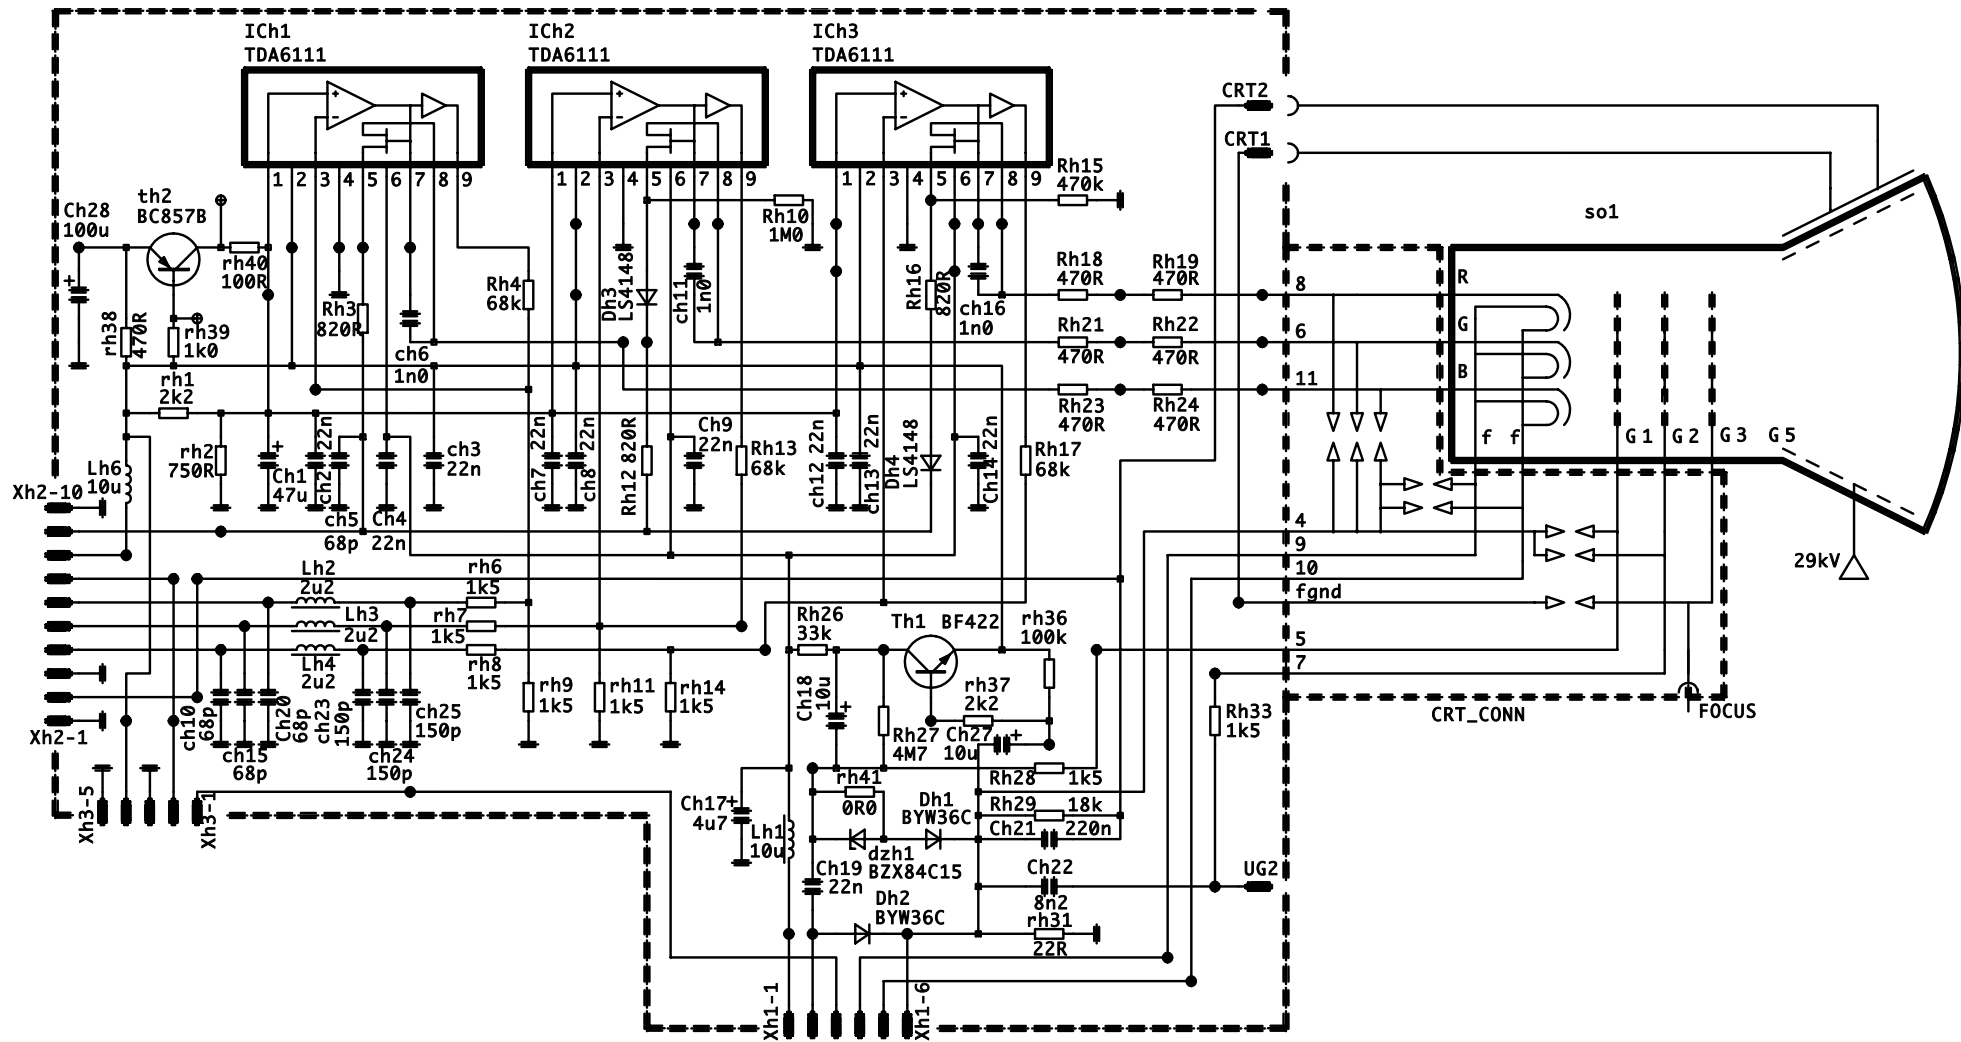 ICh1
TDA6111
ICh2
TDA6111
ICh3
TDA6111
+
-
+
-
+
-
1 2 3 4 5 6 7 8 9
1 2 3 4 5 6 7 8 9
1 2 3 4 5 6 7 8 9
CRT2
CRT1
Rh15
470k
so1
th2
BC857B
Ch28
100u
+
rh40
100R
Rh10
1M0
Rh3
820R
Rh4
68k
Dh3
LS4148
ch11
1n0
Rh16
820R
ch16
1n0
Rh18
470R
Rh19
470R
8
R
rh38
470R
rh39
1k0
ch6
1n0
Rh21
470R
Rh22
470R
6
G
rh1
2k2
Rh23
470R
Rh24
470R
11
B
rh2
750R
+
Ch1
47u
ch2
22n
ch5
68p
Ch4
22n
ch3
22n
ch7
22n
ch8
22n
Rh12
820R
Ch9
22n
Rh13
68k
ch12
22n
ch13
22n
Dh4
LS4148
Ch14
22n
Rh17
68k
f f
G1 G2 G3 G5
Lh6
10u
Xh2-10
4
9
10
fgnd
29kV
Lh2
2u2
Lh3
2u2
Lh4
2u2
rh6
1k5
rh7
1k5
rh8
1k5
Rh26
33k
Th1 BF422
rh36
100k
5
7
ch10
68p
ch15
68p
Ch20
68p
ch23
150p
ch24
150p
ch25
150p
rh9
1k5
rh11
1k5
rh14
1k5
Ch18
10u
+
Rh27
4M7
rh37
2k2
Ch27
10u
+
Rh33
1k5
CRT_CONN
FOCUS
Xh2-1
Xh3-5
Xh3-1
Rh28
1k5
rh41
0R0
Dh1
BYW36C
Rh29
18k
Ch21
220n
Ch17
4u7
+
Lh1
10u
dzh1
BZX84C15
Ch19
22n
Ch22
8n2
UG2
Dh2
BYW36C
rh31
22R
Xh1-1
Xh1-6